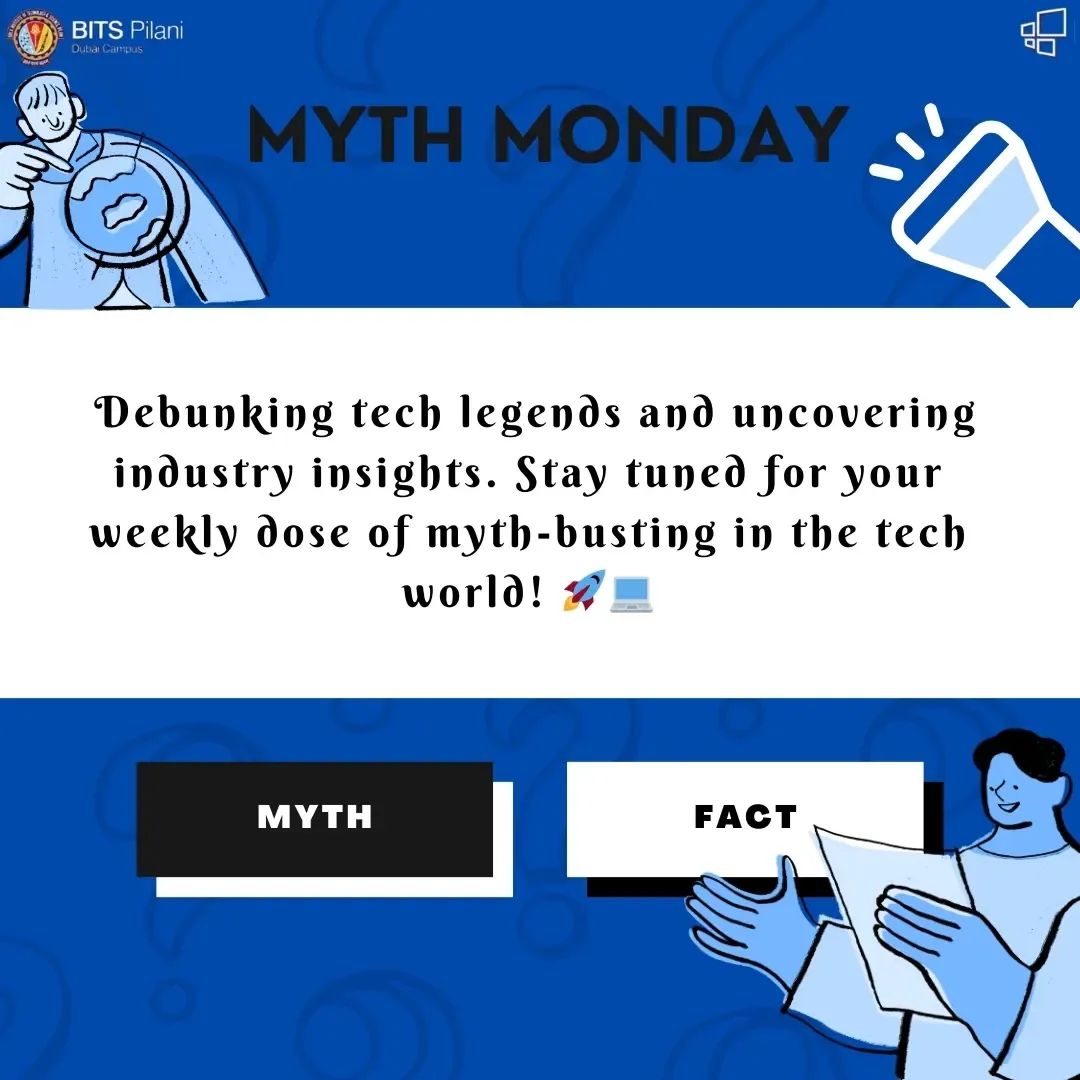 BITS Pilani
Dubai Campus
MYTH MONDAY
Debunking tech legends and uncovering
industry insights. Stay tuned for your
weekly dose of myth-busting in the tech
world! 🚀💻
MYTH
FACT